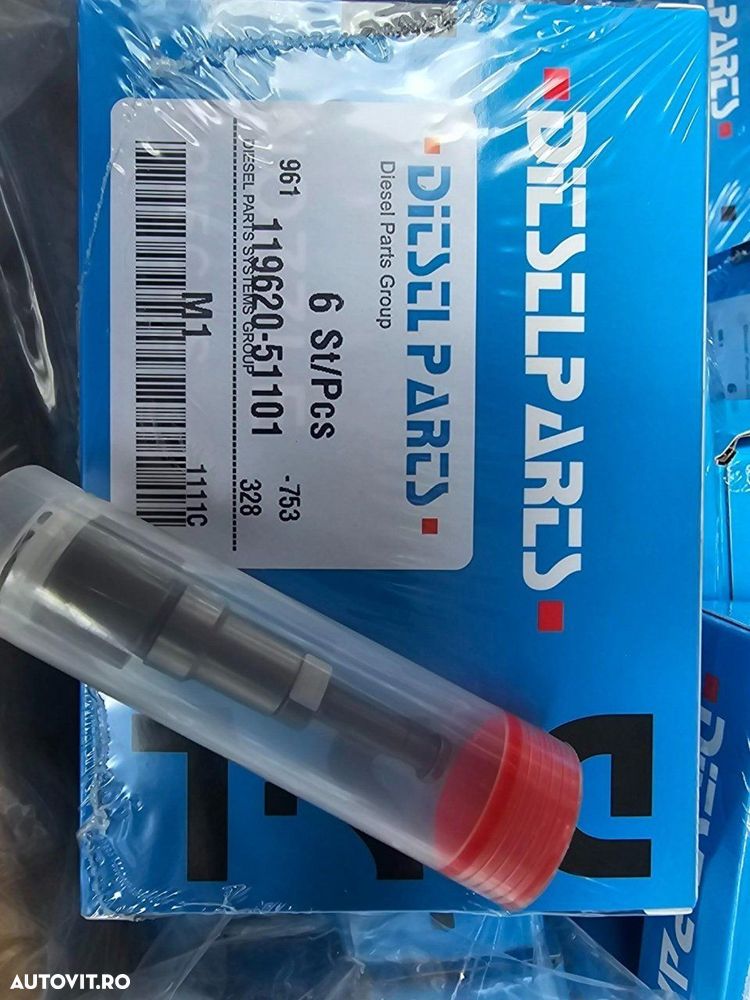 DIESELPARTS
DIESELPARTS
Diesel Parts Group
6 St/Pcs
961 119620-51101 -753
DIESEL PARTS SYSTEMS GROUP 328
M1 1111C
AUTOVIT.RO